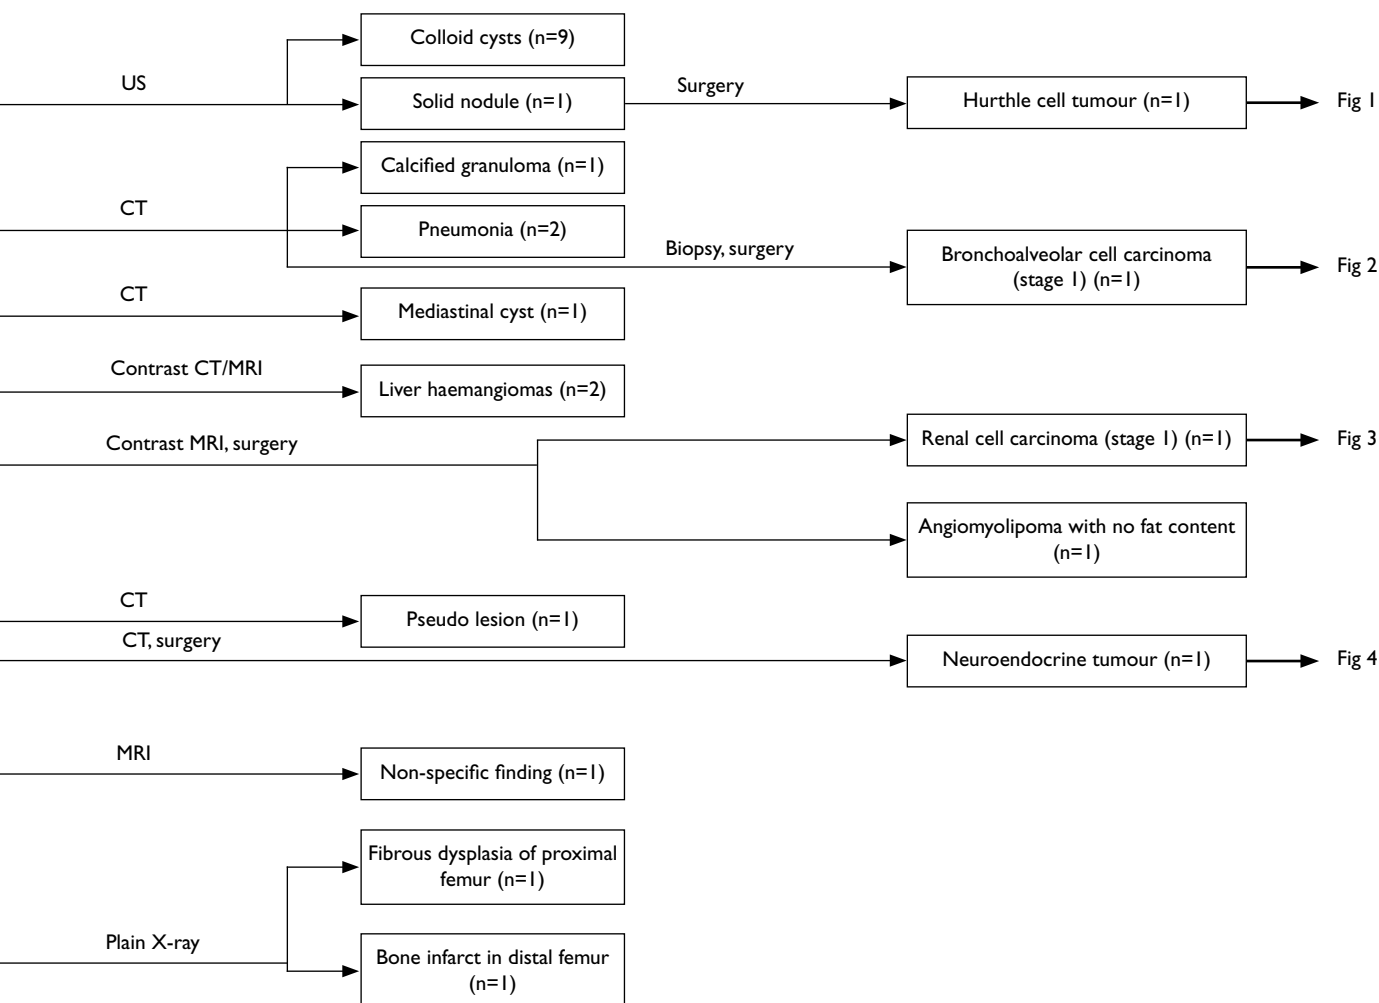 Colloid cysts (n=9)
US
Solid nodule (n=1)
Surgery
Hurthle cell tumour (n=1)
Fig 1
Calcified granuloma (n=1)
CT
Pneumonia (n=2)
Biopsy, surgery
Bronchoalveolar cell carcinoma
(stage 1) (n=1)
Fig 2
CT
Mediastinal cyst (n=1)
Contrast CT/MRI
Liver haemangiomas (n=2)
Contrast MRI, surgery
Renal cell carcinoma (stage 1) (n=1)
Fig 3
Angiomyolipoma with no fat content
(n=1)
CT
Pseudo lesion (n=1)
CT, surgery
Neuroendocrine tumour (n=1)
Fig 4
MRI
Non-specific finding (n=1)
Fibrous dysplasia of proximal
femur (n=1)
Plain X-ray
Bone infarct in distal femur
(n=1)